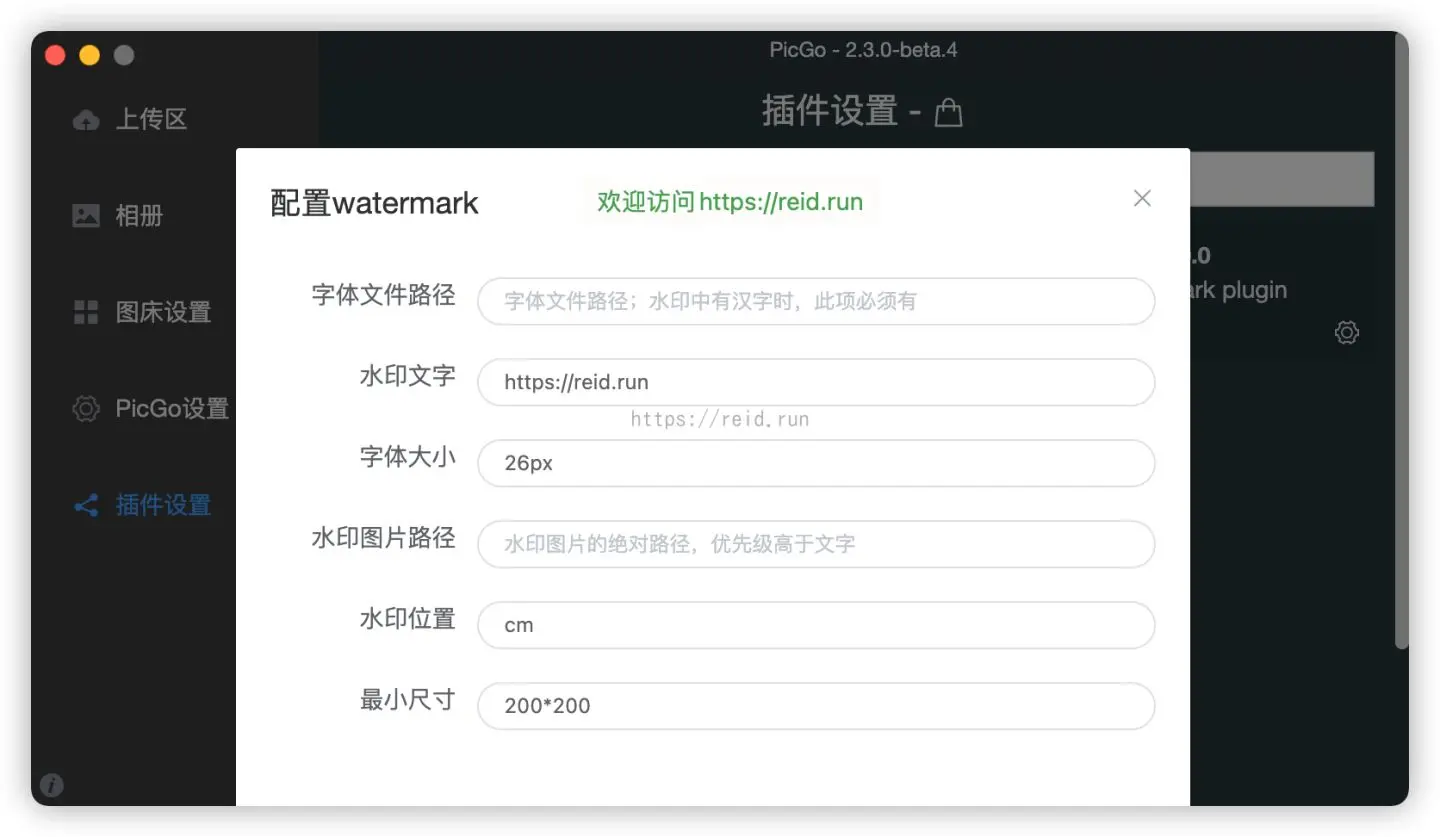 PicGo - 2.3.0-beta.4
上传区
插件设置 -
相册
图床设置
PicGo设置
插件设置
配置watermark
欢迎访问https://reid.run
.0
ark plugin
字体文件路径
字体文件路径；水印中有汉字时，此项必须有
水印文字
https://reid.run
https://reid.run
字体大小
26px
水印图片路径
水印图片的绝对路径，优先级高于文字
水印位置
cm
最小尺寸
200*200